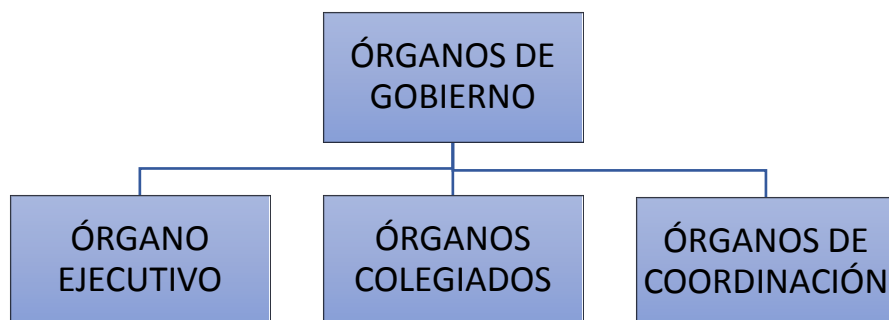 ÓRGANOS DE
GOBIERNO
ÓRGANO
EJECUTIVO
ÓRGANOS
COLEGIADOS
ÓRGANOS DE
COORDINACIÓN